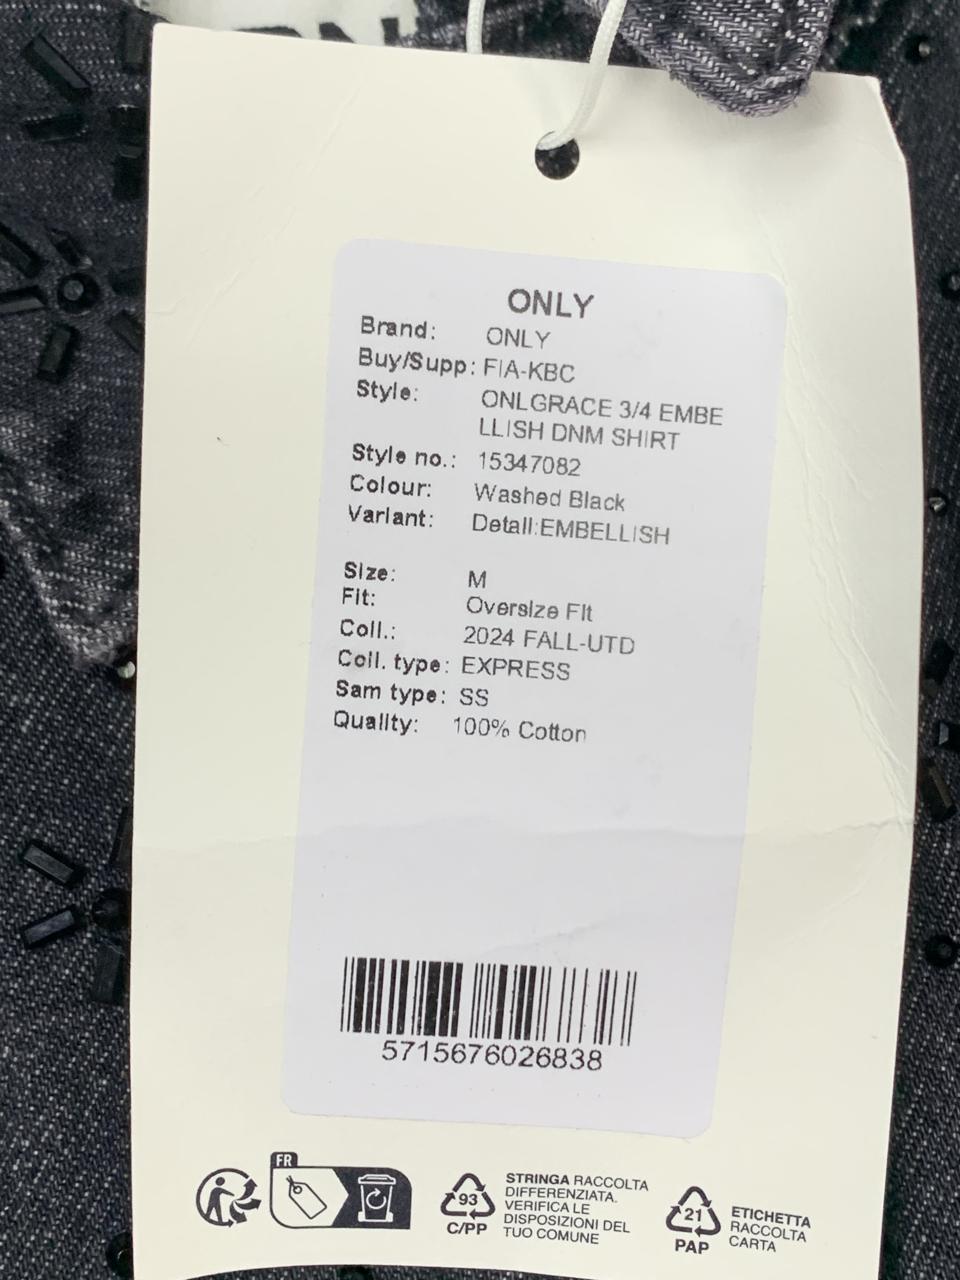 ONLY
Brand: ONLY
Buy/Supp: FIA-KBC
Style: ONLGRACE 3/4 EMBE
LLISH DNM SHIRT
Style no.: 15347082
Colour: Washed Black
Variant: Detail:EMBELLISH
Size: M
Fit: Oversize Fit
Coll.: 2024 FALL-UTD
Coll. type: EXPRESS
Sam type: SS
Quality: 100% Cotton
5715676026838
FR
93
C/PP
STRINGA RACCOLTA
DIFFERENZIATA.
VERIFICA LE
DISPOSIZIONI DEL
TUO COMUNE
21
PAP
ETICHETTA
RACCOLTA
CARTA